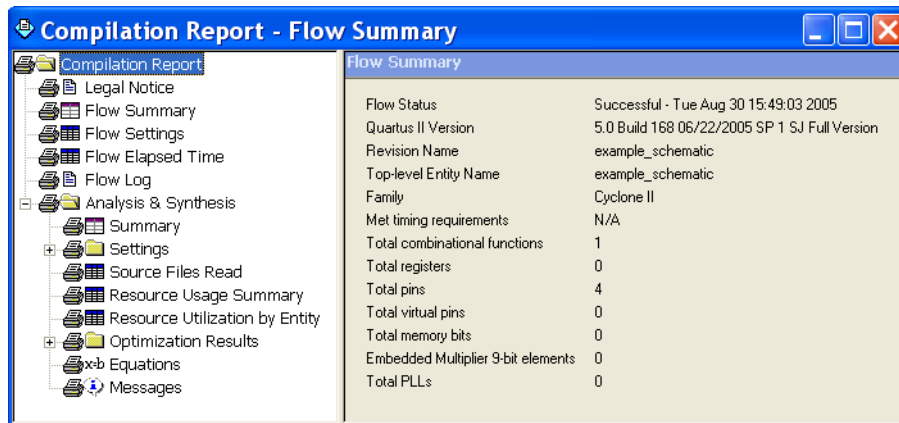 Compilation Report - Flow Summary
Compilation Report
Legal Notice
Flow Summary
Flow Settings
Flow Elapsed Time
Flow Log
Analysis & Synthesis
Summary
Settings
Source Files Read
Resource Usage Summary
Resource Utilization by Entity
Optimization Results
x=b Equations
Messages
Flow Summary
Flow Status Successful - Tue Aug 30 15:49:03 2005
Quartus II Version 5.0 Build 168 06/22/2005 SP 1 SJ Full Version
Revision Name example_schematic
Top-level Entity Name example_schematic
Family Cyclone II
Met timing requirements N/A
Total combinational functions 1
Total registers 0
Total pins 4
Total virtual pins 0
Total memory bits 0
Embedded Multiplier 9-bit elements 0
Total PLLs 0